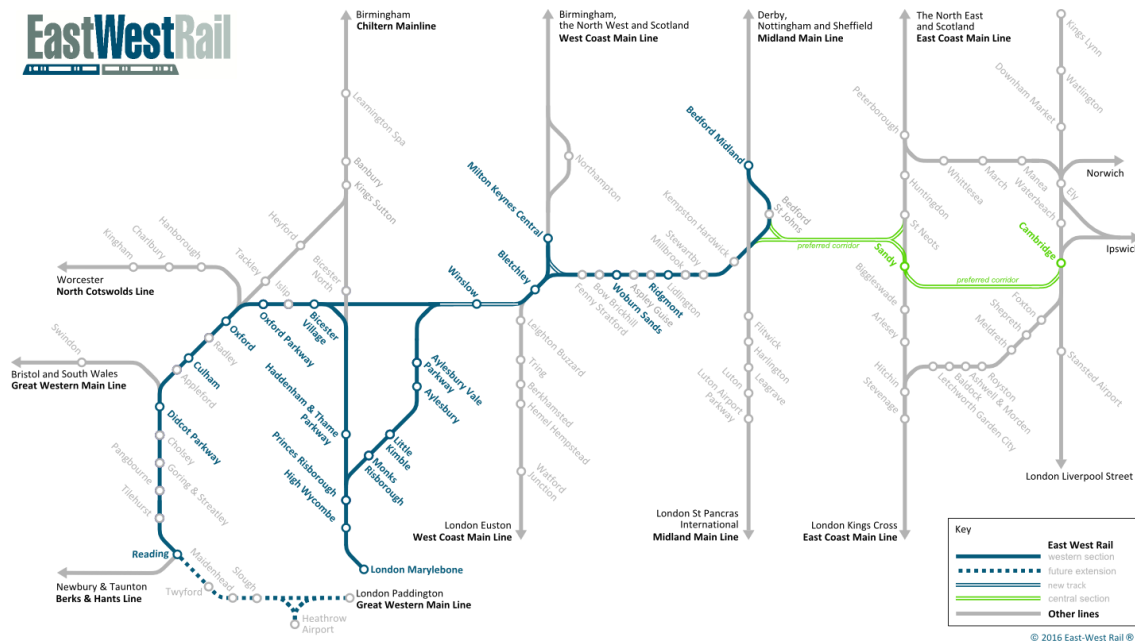 EastWestRail
Birmingham
Chiltern Mainline
Birmingham,
the North West and Scotland
West Coast Main Line
Derby,
Nottingham and Sheffield
Midland Main Line
The North East
and Scotland
East Coast Main Line
Kings Lynn
Watlington
Downham Market
Leamington Spa
Banbury
Kings Sutton
Northampton
Bedford Midland
Peterborough
Whittlesea
March
Manea
Ely
Norwich
Waterbeach
Ipswich
Huntingdon
St Neots
Bedford
St Johns
Kempston Hardwick
Milton Keynes Central
Heyford
Tackley
Hanborough
Charlbury
Kingham
Worcester
North Cotswolds Line
Bicester
North
Islip
Bletchley
Winslow
Stewartby
Millbrook
Lidlington
Ridgmont
Aspley Guise
Woburn Sands
Bow Brickhill
Fenny Stratford
preferred corridor
Sandy
Cambridge
preferred corridor
Biggleswade
Arlesey
Hitchin
Stevenage
Foxton
Shepreth
Meldreth
Royston
Ashwell & Morden
Baldock
Letchworth Garden City
Stansted Airport
London Liverpool Street
Bicester
Village
Oxford Parkway
Oxford
Radley
Culham
Appleford
Swindon
Bristol and South Wales
Great Western Main Line
Didcot Parkway
Cholsey
Goring & Streatley
Pangbourne
Tilehurst
Reading
Newbury & Taunton
Berks & Hants Line
Twyford
Maidenhead
Slough
Heathrow
Airport
London Paddington
Great Western Main Line
London Marylebone
High Wycombe
Princes Risborough
Haddenham & Thame
Parkway
Monks
Risborough
Little
Kimble
Aylesbury
Aylesbury Vale
Parkway
Leighton Buzzard
Tring
Berkhamsted
Hemel Hempstead
Watford
Junction
London Euston
West Coast Main Line
Flitwick
Harlington
Leagrave
Luton
Luton Airport
Parkway
London St Pancras
International
Midland Main Line
London Kings Cross
East Coast Main Line
Key
East West Rail
western section
future extension
new track
central section
Other lines
© 2016 East-West Rail ®